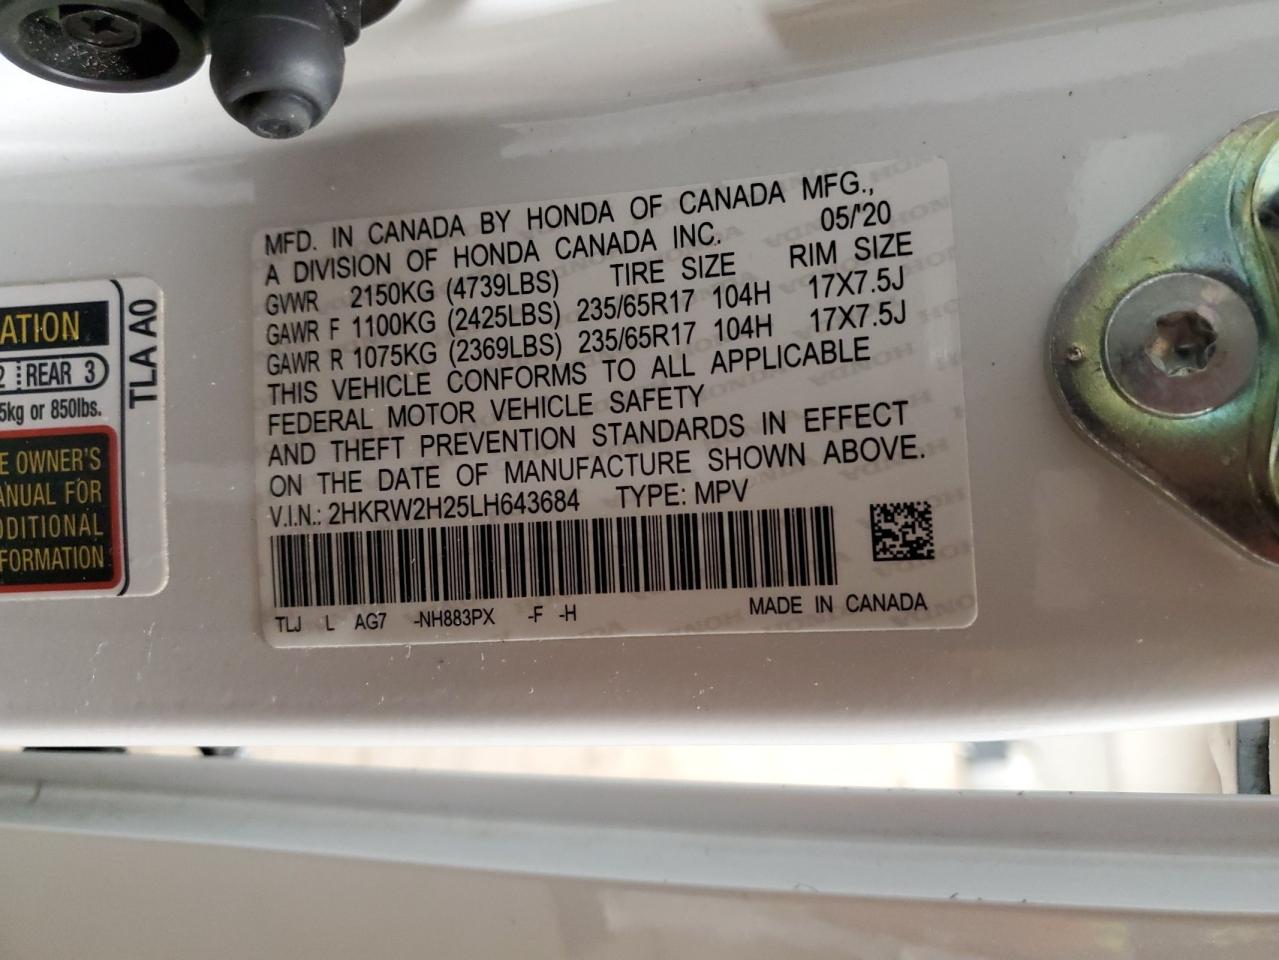 MFD. IN CANADA BY HONDA OF CANADA MFG.,
A DIVISION OF HONDA CANADA INC. 05/'20
GVWR 2150KG (4739LBS) TIRE SIZE RIM SIZE
GAWR F 1100KG (2425LBS) 235/65R17 104H 17X7.5J
GAWR R 1075KG (2369LBS) 235/65R17 104H 17X7.5J
THIS VEHICLE CONFORMS TO ALL APPLICABLE
FEDERAL MOTOR VEHICLE SAFETY
AND THEFT PREVENTION STANDARDS IN EFFECT
ON THE DATE OF MANUFACTURE SHOWN ABOVE.
V.I.N.: 2HKRW2H25LH643684 TYPE: MPV
TLJ L AG7 -NH883PX -F -H MADE IN CANADA
ATION
2 REAR 3
5kg or 850lbs.
E OWNER'S
ANUAL FOR
DDITIONAL
FORMATION
TLA A0